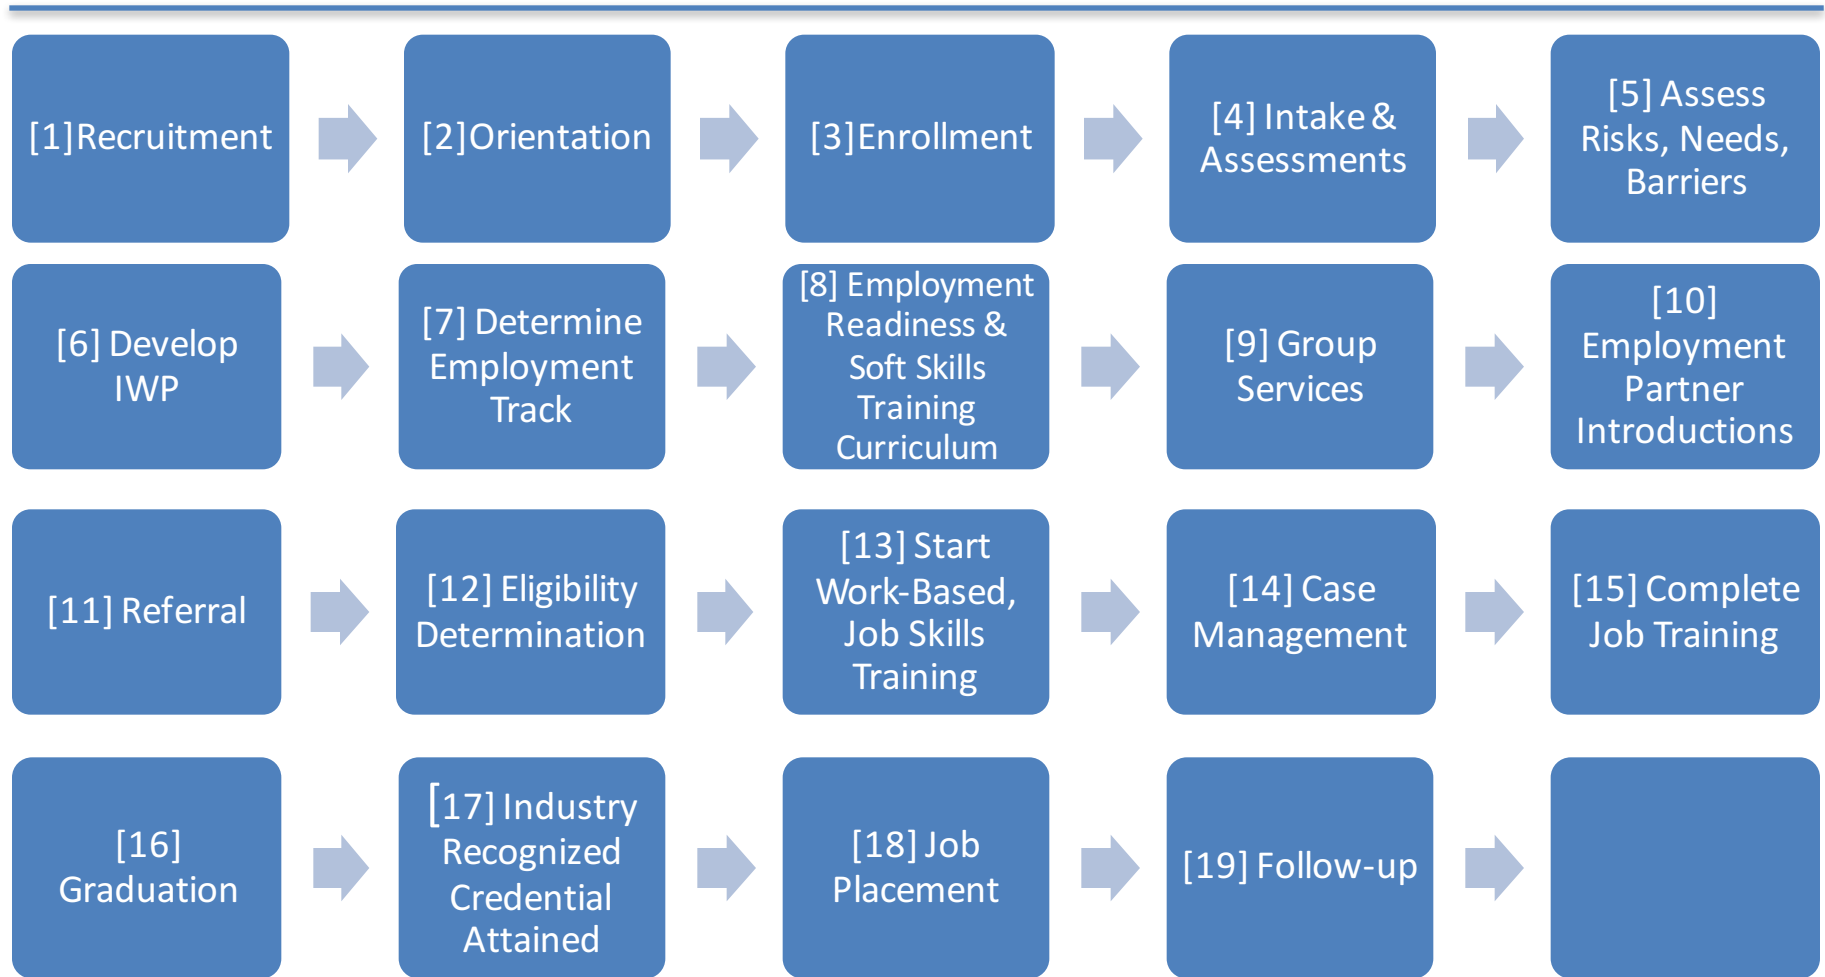 [1]Recruitment
[2]Orientation
[3]Enrollment
[4] Intake &
Assessments
[5] Assess
Risks, Needs,
Barriers
[6] Develop
IWP
[7] Determine
Employment
Track
[8] Employment
Readiness &
Soft Skills
Training
Curriculum
[9] Group
Services
[10]
Employment
Partner
Introductions
[11] Referral
[12] Eligibility
Determination
[13] Start
Work-Based,
Job Skills
Training
[14] Case
Management
[15] Complete
Job Training
[16]
Graduation
[17] Industry
Recognized
Credential
Attained
[18] Job
Placement
[19] Follow-up